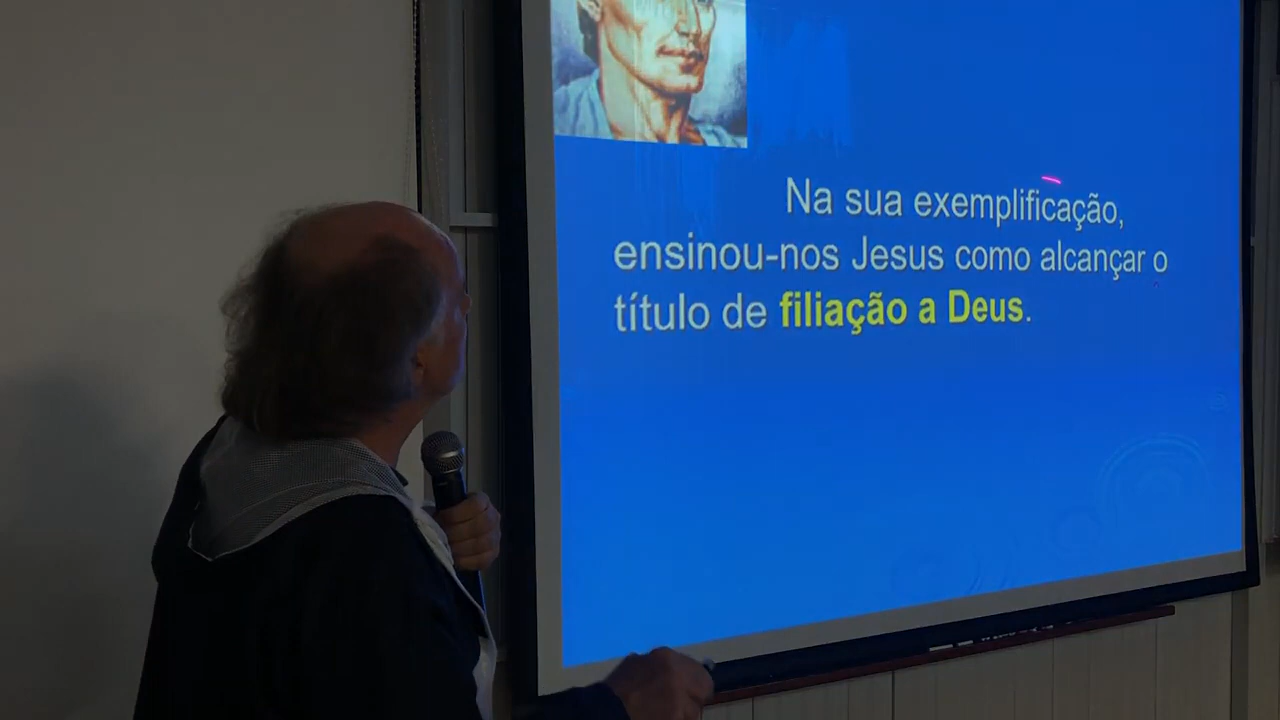 Na sua exemplificação,
ensinou-nos Jesus como alcançar o
título de filiação a Deus.